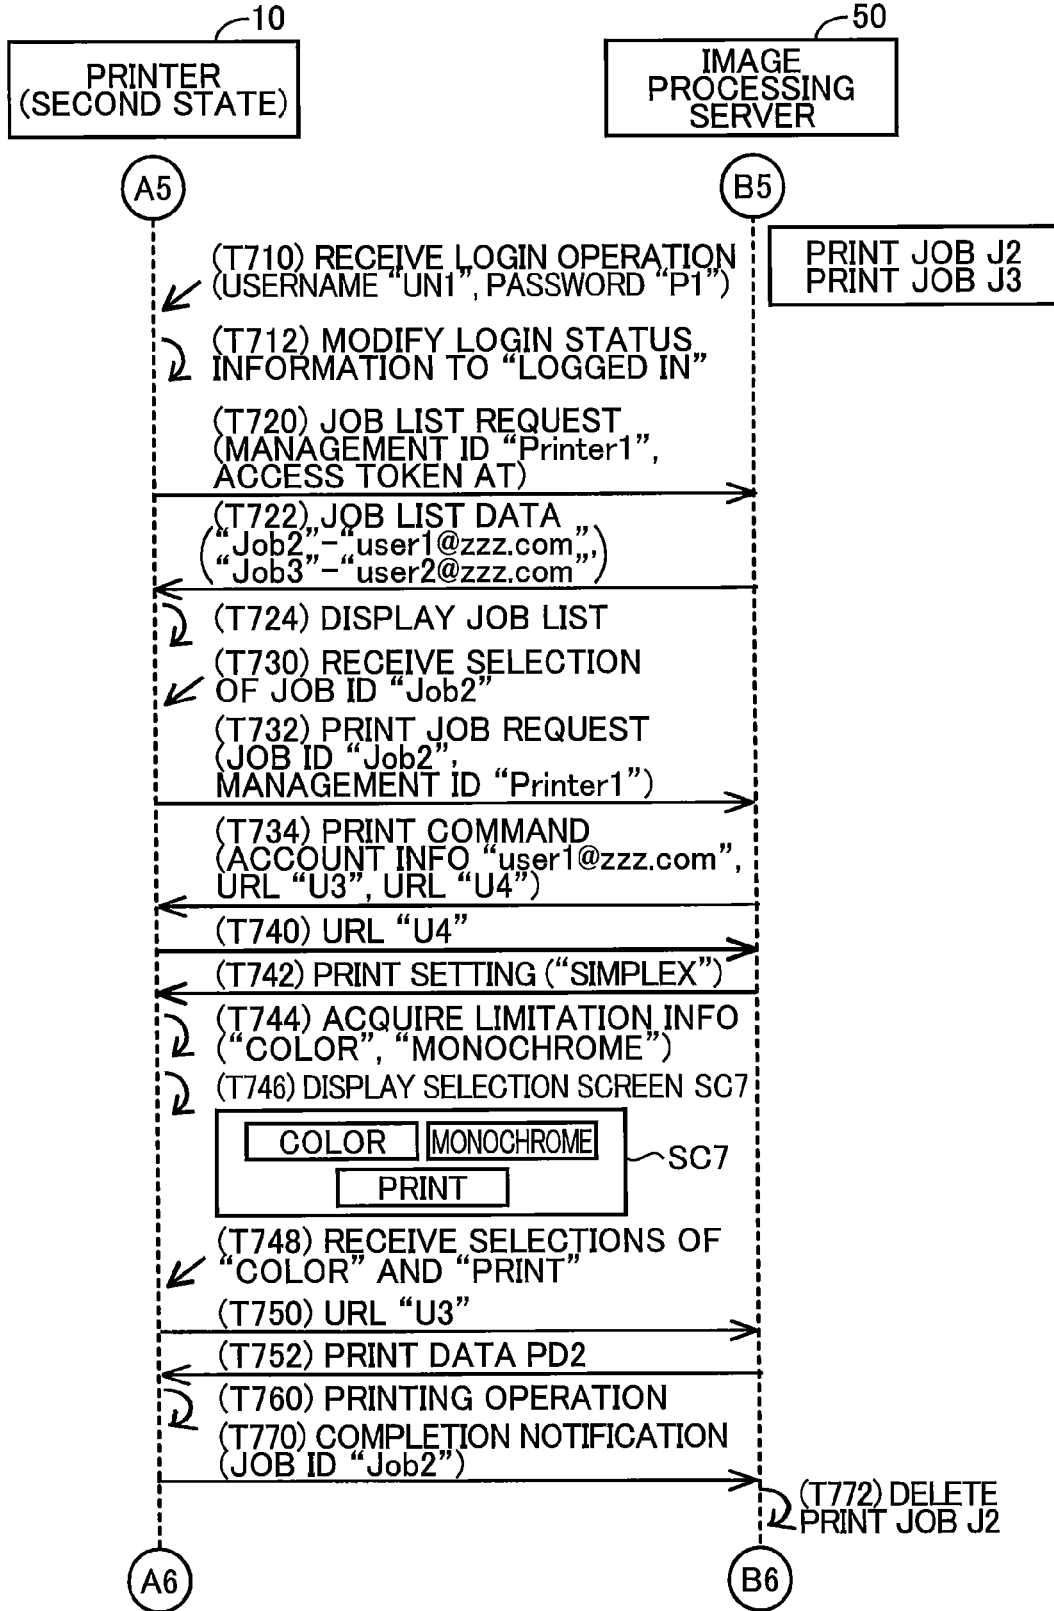 10
50
PRINTER
(SECOND STATE)
IMAGE
PROCESSING
SERVER
A5
B5
PRINT JOB J2
PRINT JOB J3
(T710) RECEIVE LOGIN OPERATION
(USERNAME “UN1”, PASSWORD “P1”)
(T712) MODIFY LOGIN STATUS
INFORMATION TO “LOGGED IN”
(T720) JOB LIST REQUEST
(MANAGEMENT ID “Printer1”,
ACCESS TOKEN AT)
(T722) JOB LIST DATA
(“Job2”-“user1@zzz.com”,
“Job3”-“user2@zzz.com”)
(T724) DISPLAY JOB LIST
(T730) RECEIVE SELECTION
OF JOB ID “Job2”
(T732) PRINT JOB REQUEST
(JOB ID “Job2”,
MANAGEMENT ID “Printer1”)
(T734) PRINT COMMAND
(ACCOUNT INFO “user1@zzz.com”,
URL “U3”, URL “U4”)
(T740) URL “U4”
(T742) PRINT SETTING (“SIMPLEX”)
(T744) ACQUIRE LIMITATION INFO
(“COLOR”, “MONOCHROME”)
(T746) DISPLAY SELECTION SCREEN SC7
COLOR MONOCHROME
SC7
PRINT
(T748) RECEIVE SELECTIONS OF
“COLOR” AND “PRINT”
(T750) URL “U3”
(T752) PRINT DATA PD2
(T760) PRINTING OPERATION
(T770) COMPLETION NOTIFICATION
(JOB ID “Job2”)
(T772) DELETE
PRINT JOB J2
A6
B6